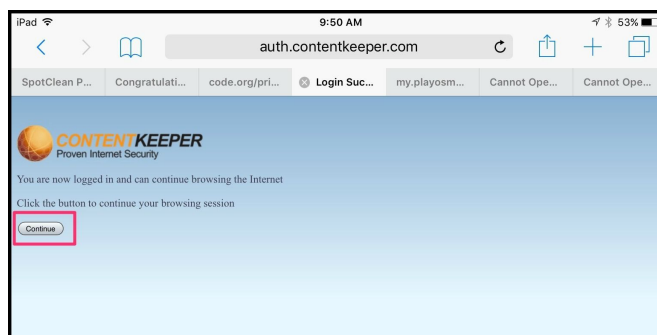 iPad 9:50 AM 53%
auth.contentkeeper.com
SpotClean P... Congratulati... code.org/pri... Login Suc... my.playosm... Cannot Ope... Cannot Ope...
CONTENTKEEPER
Proven Internet Security
You are now logged in and can continue browsing the Internet
Click the button to continue your browsing session
Continue